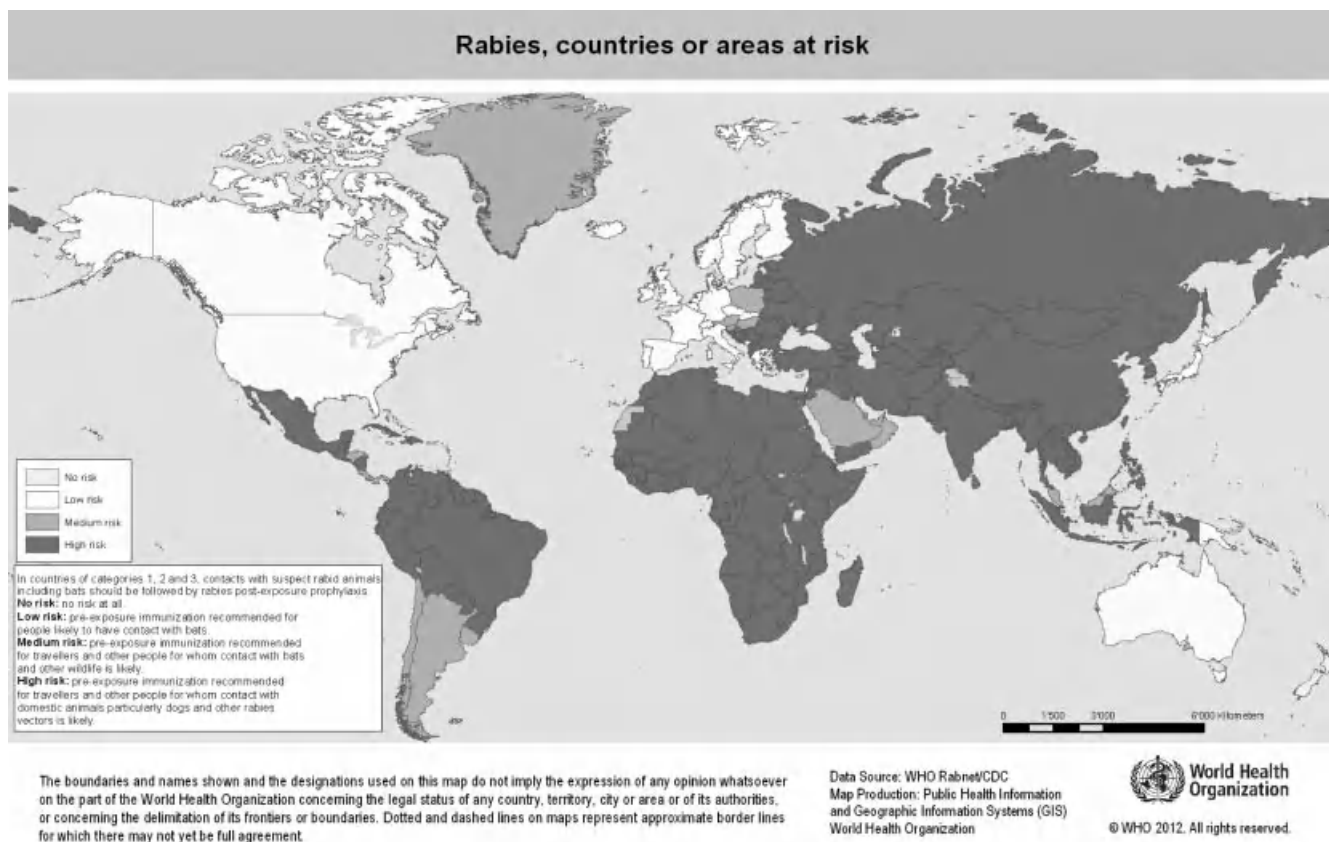 Rabies, countries or areas at risk
No risk
Low risk
Medium risk
High risk
In countries of categories 1, 2 and 3, contacts with suspect rabid animals
including bats should be followed by rabies post-exposure prophylaxis
No risk: no risk at all.
Low risk: pre-exposure immunization recommended for
people likely to have contact with bats.
Medium risk: pre-exposure immunization recommended
for travellers and other people for whom contact with bats
and other wildlife is likely.
High risk: pre-exposure immunization recommended
for travellers and other people for whom contact with
domestic animals particularly dogs and other rabies
vectors is likely.
0 1'500 3'000 6'000 Kilometers
The boundaries and names shown and the designations used on this map do not imply the expression of any opinion whatsoever
on the part of the World Health Organization concerning the legal status of any country, territory, city or area or of its authorities,
or concerning the delimitation of its frontiers or boundaries. Dotted and dashed lines on maps represent approximate border lines
for which there may not yet be full agreement.
Data Source: WHO Rabnet/CDC
Map Production: Public Health Information
and Geographic Information Systems (GIS)
World Health Organization
World Health
Organization
© WHO 2012. All rights reserved.